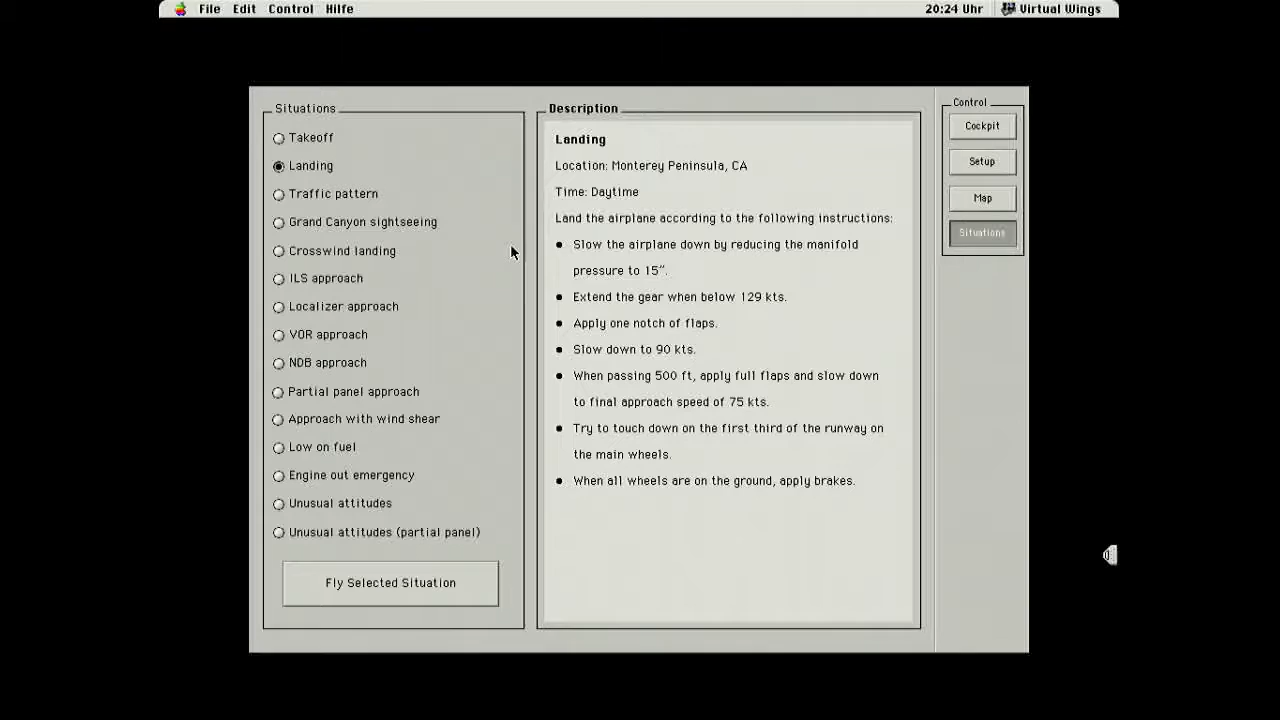 File Edit Control Hilfe 20:24 Uhr Virtual Wings
Situations
Takeoff
Landing
Traffic pattern
Grand Canyon sightseeing
Crosswind landing
ILS approach
Localizer approach
VOR approach
NDB approach
Partial panel approach
Approach with wind shear
Low on fuel
Engine out emergency
Unusual attitudes
Unusual attitudes (partial panel)
Fly Selected Situation
Description
Landing
Location: Monterey Peninsula, CA
Time: Daytime
Land the airplane according to the following instructions:
• Slow the airplane down by reducing the manifold
pressure to 15”.
• Extend the gear when below 129 kts.
• Apply one notch of flaps.
• Slow down to 90 kts.
• When passing 500 ft, apply full flaps and slow down
to final approach speed of 75 kts.
• Try to touch down on the first third of the runway on
the main wheels.
• When all wheels are on the ground, apply brakes.
Control
Cockpit
Setup
Map
Situations